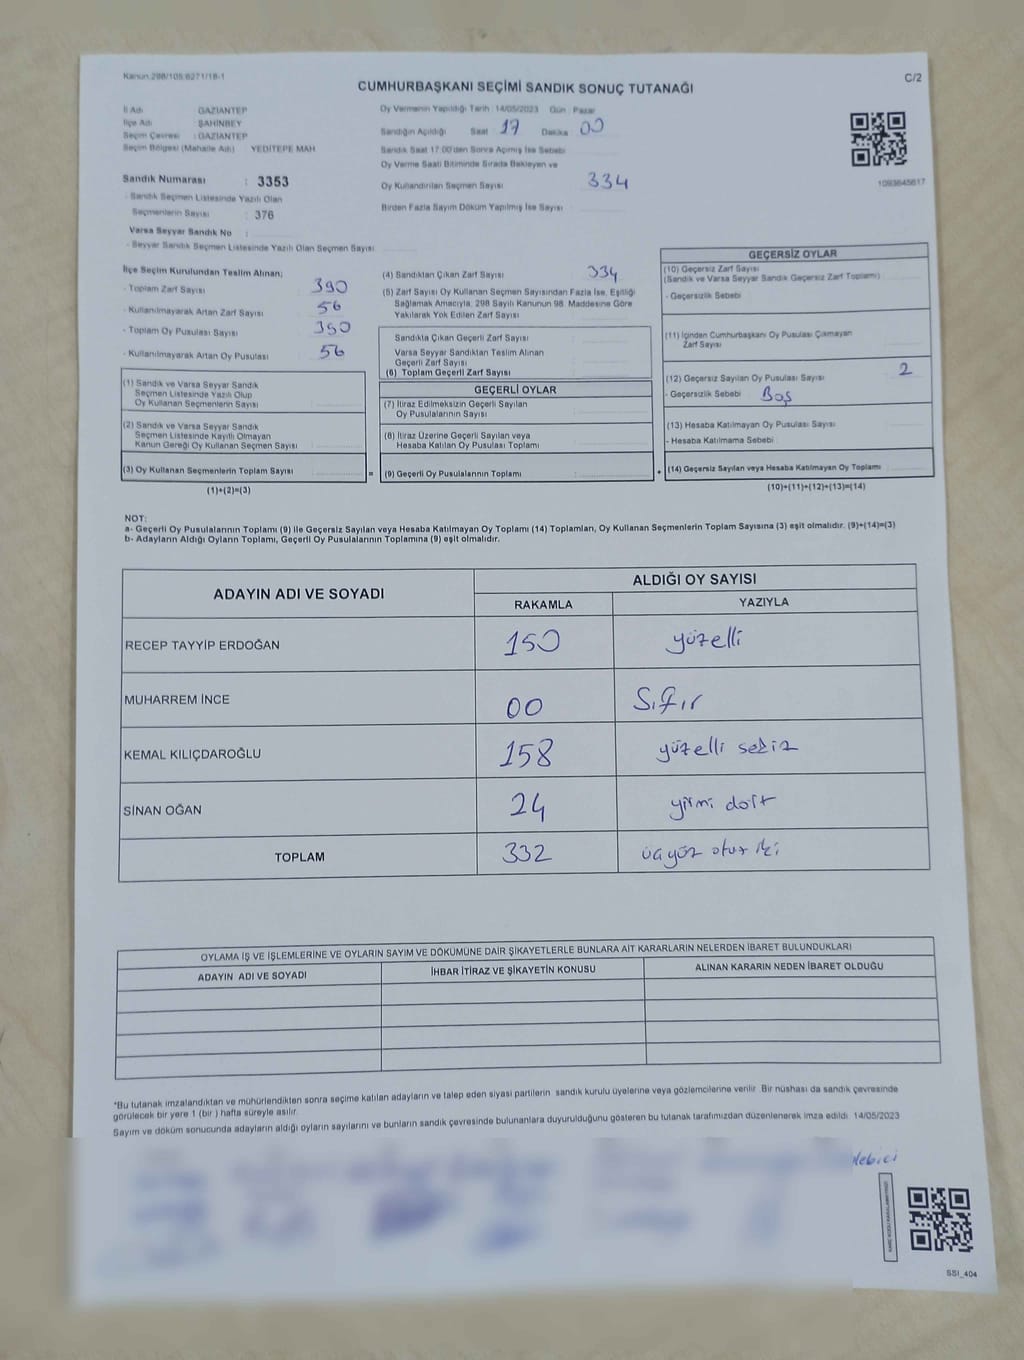 Kanun:298/105;6271/18-1
C/2
CUMHURBAŞKANI SEÇİMİ SANDIK SONUÇ TUTANAĞI
İl Adı : GAZİANTEP
İlçe Adı : ŞAHİNBEY
Seçim Çevresi : GAZİANTEP
Seçim Bölgesi (Mahalle Adı) YEDİTEPE MAH.
Oy Vermenin Yapıldığı Tarih : 14/05/2023 Gün : Pazar
Sandığın Açıldığı Saat : 17 Dakika 00
Sandık Saat 17:00'den Sonra Açmış İse Sebebi
Oy Verme Saati Bitiminde Sırada Bekleyen ve
Oy Kullandırılan Seçmen Sayısı 334
Birden Fazla Sayım Döküm Yapılmış İse Sayısı
1093645617
Sandık Numarası : 3353
- Sandık Seçmen Listesinde Yazılı Olan
Seçmenlerin Sayısı : 376
Varsa Seyyar Sandık No :
- Seyyar Sandık Seçmen Listesinde Yazılı Olan Seçmen Sayısı
İlçe Seçim Kurulundan Teslim Alınan;
- Toplam Zarf Sayısı 390
- Kullanılmayarak Artan Zarf Sayısı 56
- Toplam Oy Pusulası Sayısı 390
- Kullanılmayarak Artan Oy Pusulası 56
(1) Sandık ve Varsa Seyyar Sandık
Seçmen Listesinde Yazılı Olup
Oy Kullanan Seçmenlerin Sayısı
(2) Sandık ve Varsa Seyyar Sandık
Seçmen Listesinde Kayıtlı Olmayan
Kanun Gereği Oy Kullanan Seçmen Sayısı
(3) Oy Kullanan Seçmenlerin Toplam Sayısı
(1)+(2)=(3)
(4) Sandıktan Çıkan Zarf Sayısı 334
(5) Zarf Sayısı Oy Kullanan Seçmen Sayısından Fazla İse, Eşitliği
Sağlamak Amacıyla, 298 Sayılı Kanunun 98. Maddesine Göre
Yakılarak Yok Edilen Zarf Sayısı
Sandıkta Çıkan Geçerli Zarf Sayısı
Varsa Seyyar Sandıktan Teslim Alınan
Geçerli Zarf Sayısı
(6) Toplam Geçerli Zarf Sayısı
GEÇERLİ OYLAR
(7) İtiraz Edilmeksizin Geçerli Sayılan
Oy Pusulalarının Sayısı
(8) İtiraz Üzerine Geçerli Sayılan veya
Hesaba Katılan Oy Pusulası Toplamı
= (9) Geçerli Oy Pusulalarının Toplamı
GEÇERSİZ OYLAR
(10) Geçersiz Zarf Sayısı
(Sandık ve Varsa Seyyar Sandık Geçersiz Zarf Toplamı)
- Geçersizlik Sebebi
(11) İçinden Cumhurbaşkanı Oy Pusulası Çıkmayan
Zarf Sayısı
(12) Geçersiz Sayılan Oy Pusulası Sayısı 2
- Geçersizlik Sebebi Boş
(13) Hesaba Katılmayan Oy Pusulası Sayısı
- Hesaba Katılmama Sebebi
+ (14) Geçersiz Sayılan veya Hesaba Katılmayan Oy Toplamı
(10)+(11)+(12)+(13)=(14)
NOT:
a- Geçerli Oy Pusulalarının Toplamı (9) ile Geçersiz Sayılan veya Hesaba Katılmayan Oy Toplamı (14) Toplamları, Oy Kullanan Seçmenlerin Toplam Sayısına (3) eşit olmalıdır. (9)+(14)=(3)
b- Adayların Aldığı Oyların Toplamı, Geçerli Oy Pusulalarının Toplamına (9) eşit olmalıdır.
ADAYIN ADI VE SOYADI ALDIĞI OY SAYISI
RAKAMLA YAZIYLA
RECEP TAYYİP ERDOĞAN 150 yüzelli
MUHARREM İNCE 00 Sıfır
KEMAL KILIÇDAROĞLU 158 yüzelli sekiz
SİNAN OĞAN 24 yirmi dört
TOPLAM 332 üçyüz otuz iki
OYLAMA İŞ VE İŞLEMLERİNE VE OYLARIN SAYIM VE DÖKÜMÜNE DAİR ŞİKAYETLERLE BUNLARA AİT KARARLARIN NELERDEN İBARET BULUNDUKLARI
ADAYIN ADI VE SOYADI İHBAR İTİRAZ VE ŞİKAYETİN KONUSU ALINAN KARARIN NEDEN İBARET OLDUĞU
*Bu tutanak imzalandıktan ve mühürlendikten sonra seçime katılan adayların ve talep eden siyasi partilerin sandık kurulu üyelerine veya gözlemcilerine verilir. Bir nüshası da sandık çevresinde
görülecek bir yere 1 (bir ) hafta süreyle asılır.
Sayım ve döküm sonucunda adayların aldığı oyların sayılarını ve bunların sandık çevresinde bulunanlara duyurulduğunu gösteren bu tutanak tarafımızdan düzenlenerek imza edildi. 14/05/2023
SSI_404